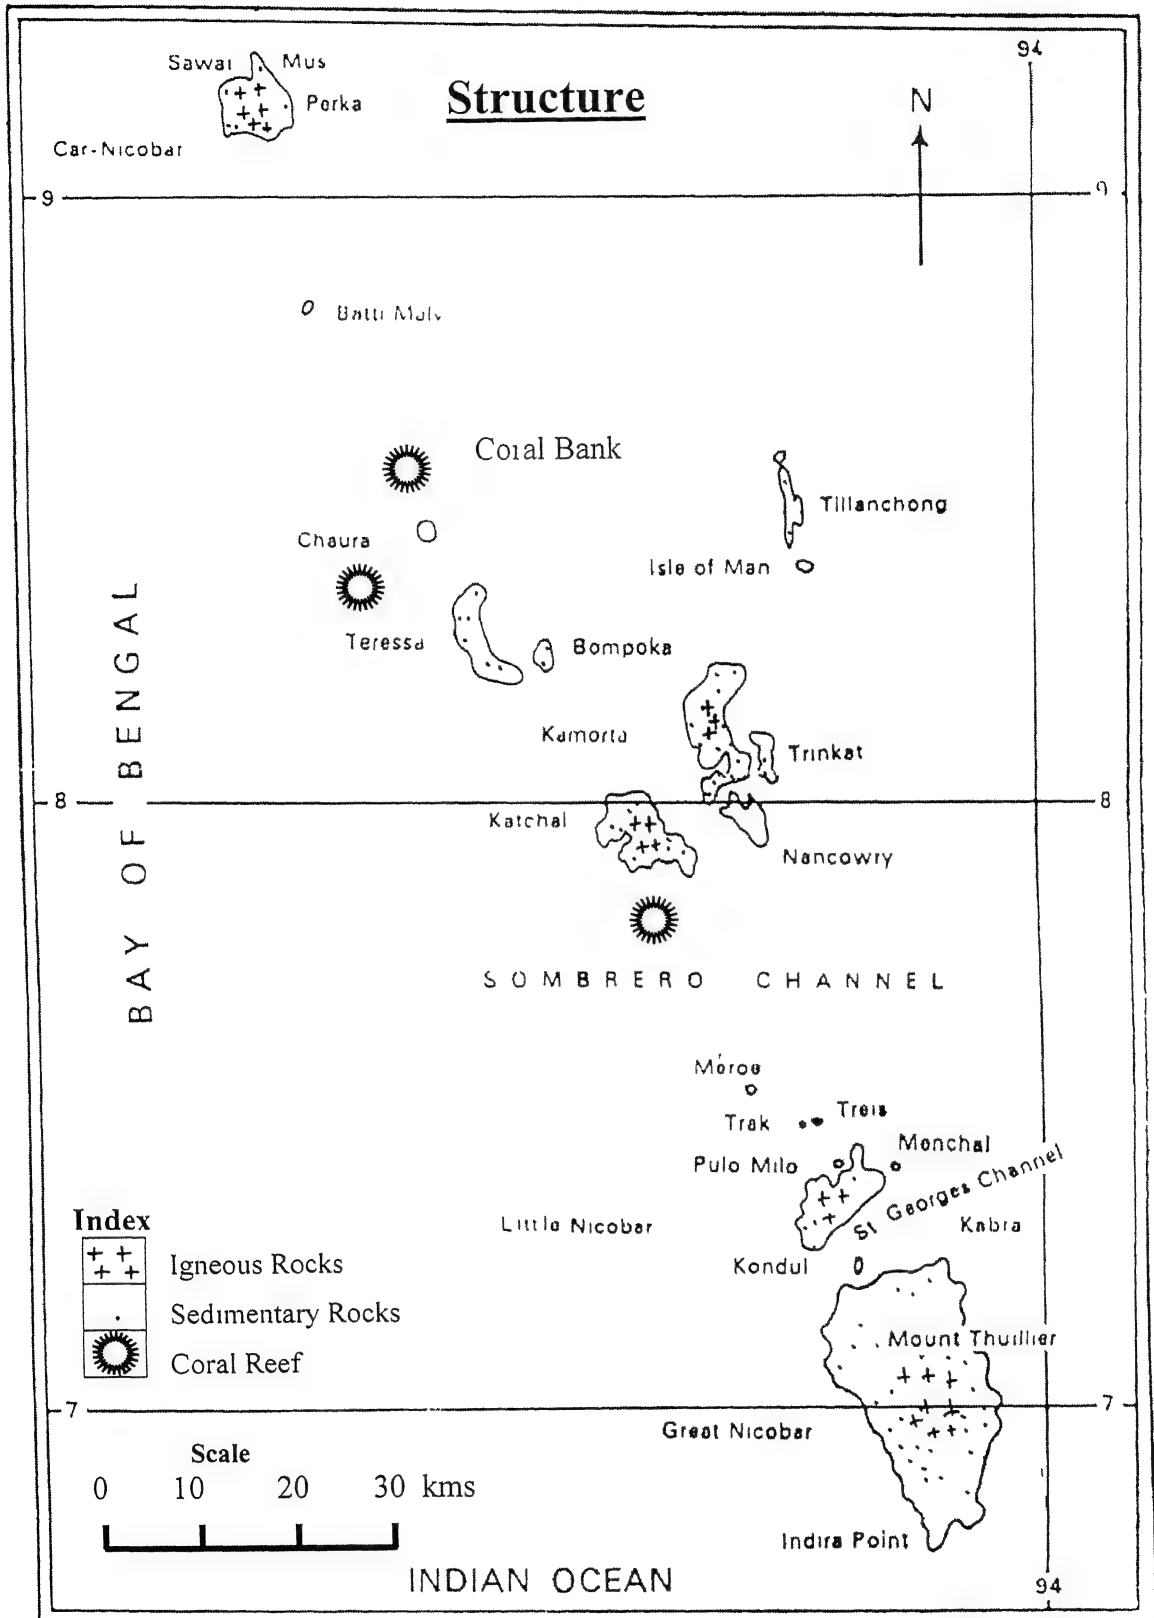 94
Sawai Mus
Structure
Perka
N
Car-Nicobar
9 9
Batti Malv
Coral Bank
Tillanchong
Chaura
Isle of Man
Teressa
Bompoka
BAY OF BENGAL
Kamorta
Trinkat
8 8
Katchal
Nancowry
SOMBRERO CHANNEL
Meroe
Trak Treis
Menchal
Pulo Milo
St Georges Channel
Index
Little Nicobar
Kabra
Igneous Rocks
Kondul
Sedimentary Rocks
Mount Thuillier
Coral Reef
7 7
Great Nicobar
Scale
0 10 20 30 kms
Indira Point
INDIAN OCEAN
94